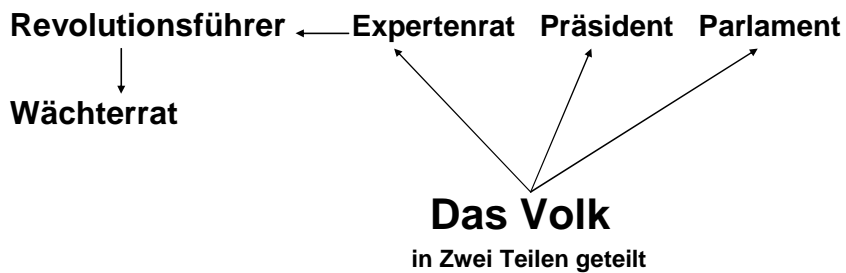 Revolutionsführer Expertenrat Präsident Parlament
Wächterrat
Das Volk
in Zwei Teilen geteilt